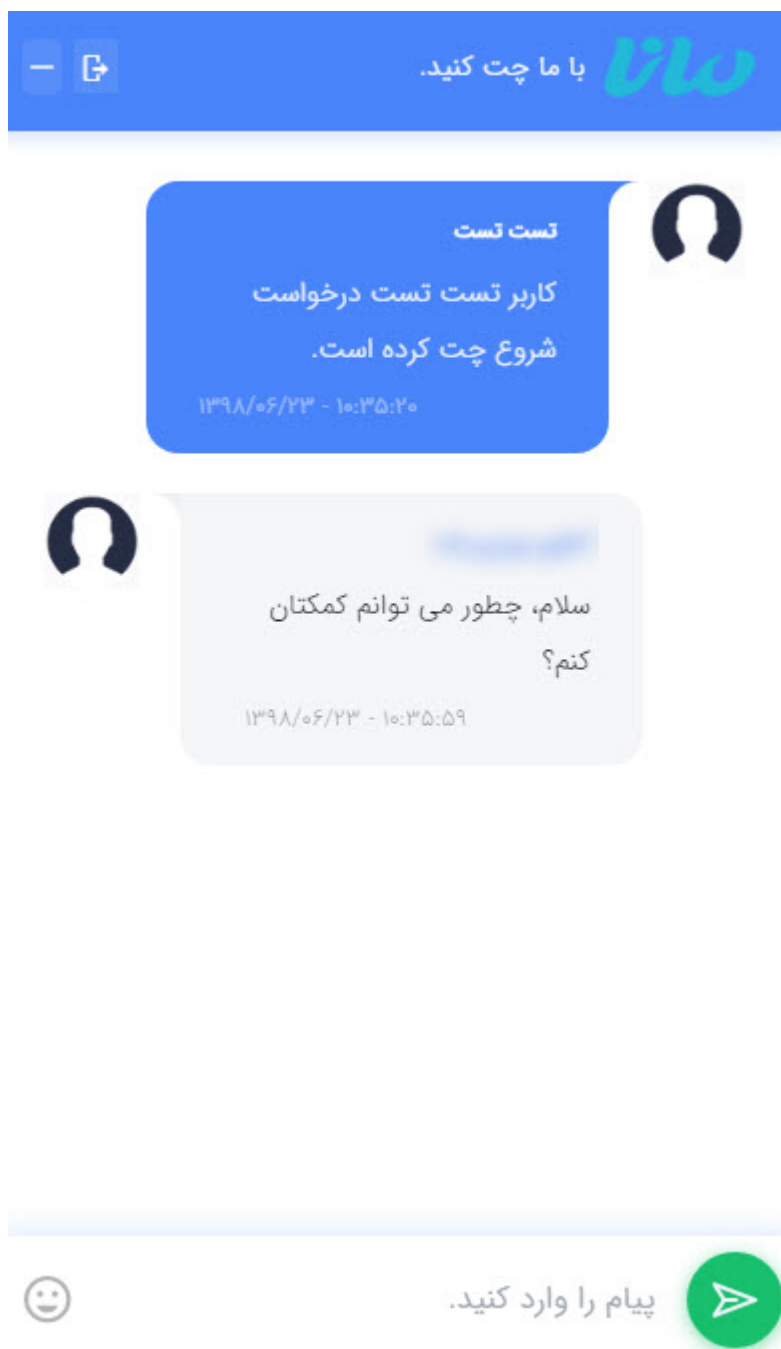 مانا
با ما چت کنید.
تست تست
کاربر تست تست درخواست
شروع چت کرده است.
۱۳۹۸/۰۶/۲۳ - ۱۰:۳۵:۲۰
سلام، چطور می توانم کمکتان
کنم؟
۱۳۹۸/۰۶/۲۳ - ۱۰:۳۵:۵۹
پیام را وارد کنید.